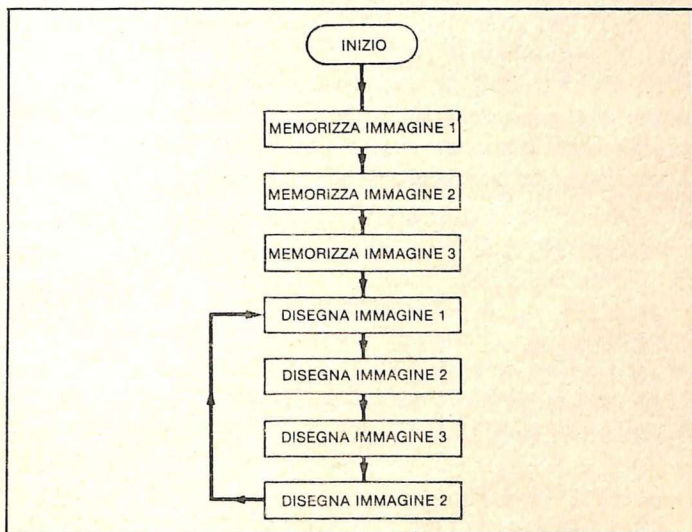 INIZIO
MEMORIZZA IMMAGINE 1
MEMORIZZA IMMAGINE 2
MEMORIZZA IMMAGINE 3
DISEGNA IMMAGINE 1
DISEGNA IMMAGINE 2
DISEGNA IMMAGINE 3
DISEGNA IMMAGINE 2